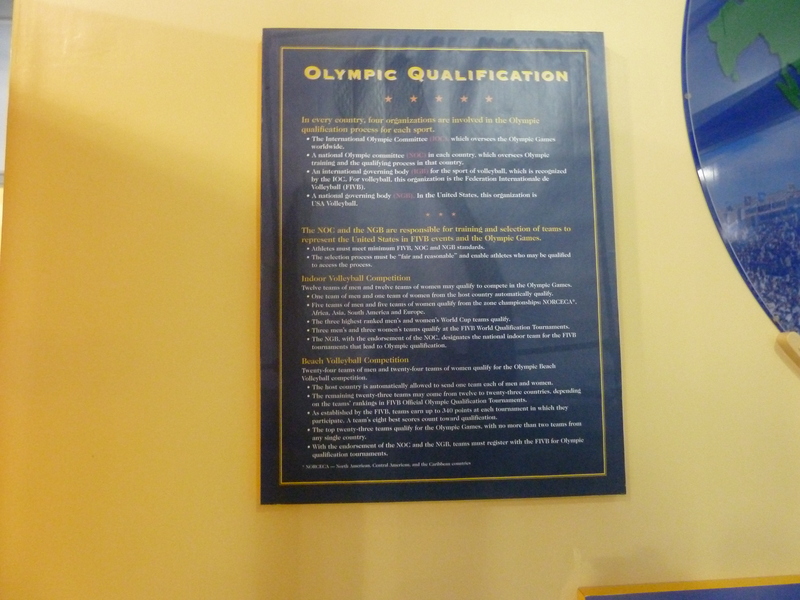 OLYMPIC QUALIFICATION
In every country, four organizations are involved in the Olympic
qualification process for each sport.
• The International Olympic Committee (IOC), which oversees the Olympic Games
worldwide.
• A national Olympic committee (NOC) in each country, which oversees Olympic
training and the qualifying process in that country.
• An international governing body (IGB) for the sport of volleyball, which is recognized
by the IOC. For volleyball, this organization is the Federation Internationale de
Volleyball (FIVB).
• A national governing body (NGB). In the United States, this organization is
USA Volleyball.
The NOC and the NGB are responsible for training and selection of teams to
represent the United States in FIVB events and the Olympic Games.
• Athletes must meet minimum FIVB, NOC and NGB standards.
• The selection process must be "fair and reasonable" and enable athletes who may be qualified
to access the process.
Indoor Volleyball Competition
Twelve teams of men and twelve teams of women may qualify to compete in the Olympic Games.
• One team of men and one team of women from the host country automatically qualify.
• Five teams of men and five teams of women qualify from the zone championships: NORCECA*,
Africa, Asia, South America and Europe.
• The three highest ranked men's and women's World Cup teams qualify.
• Three men's and three women's teams qualify at the FIVB World Qualification Tournaments.
• The NGB, with the endorsement of the NOC, designates the national indoor team for the FIVB
tournaments that lead to Olympic qualification.
Beach Volleyball Competition
Twenty-four teams of men and twenty-four teams of women qualify for the Olympic Beach
Volleyball competition.
• The host country is automatically allowed to send one team each of men and women.
• The remaining twenty-three teams may come from twelve to twenty-three countries, depending
on the teams' rankings in FIVB Official Olympic Qualification Tournaments.
• As established by the FIVB, teams earn up to 340 points at each tournament in which they
participate. A team's eight best scores count toward qualification.
• The top twenty-three teams qualify for the Olympic Games, with no more than two teams from
any single country.
• With the endorsement of the NOC and the NGB, teams must register with the FIVB for Olympic
qualification tournaments.
* NORCECA — North American, Central American, and the Caribbean countries